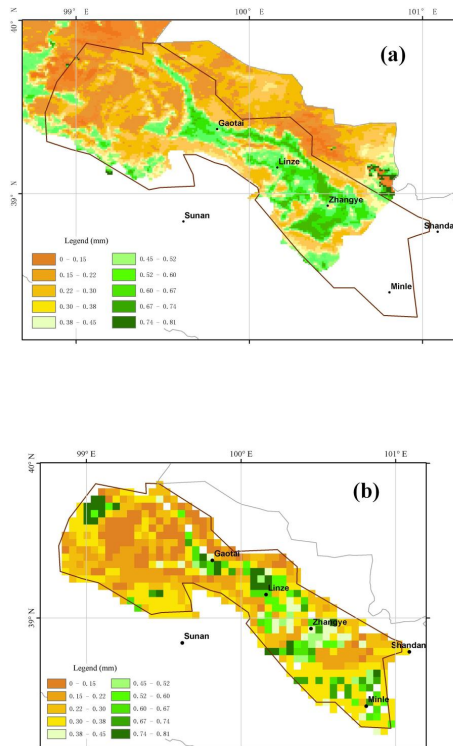 99° E 100° E 101° E
40° N
(a)
Gaotai
Linze
39° N
Zhangye
Sunan
Shanda
Minle
Legend (mm)
0 - 0.15 0.45 - 0.52
0.15 - 0.22 0.52 - 0.60
0.22 - 0.30 0.60 - 0.67
0.30 - 0.38 0.67 - 0.74
0.38 - 0.45 0.74 - 0.81
99° E 100° E 101° E
40° N
(b)
Gaotai
Linze
39° N
Zhangye
Sunan
Shandan
Minle
Legend (mm)
0 - 0.15 0.45 - 0.52
0.15 - 0.22 0.52 - 0.60
0.22 - 0.30 0.60 - 0.67
0.30 - 0.38 0.67 - 0.74
0.38 - 0.45 0.74 - 0.81